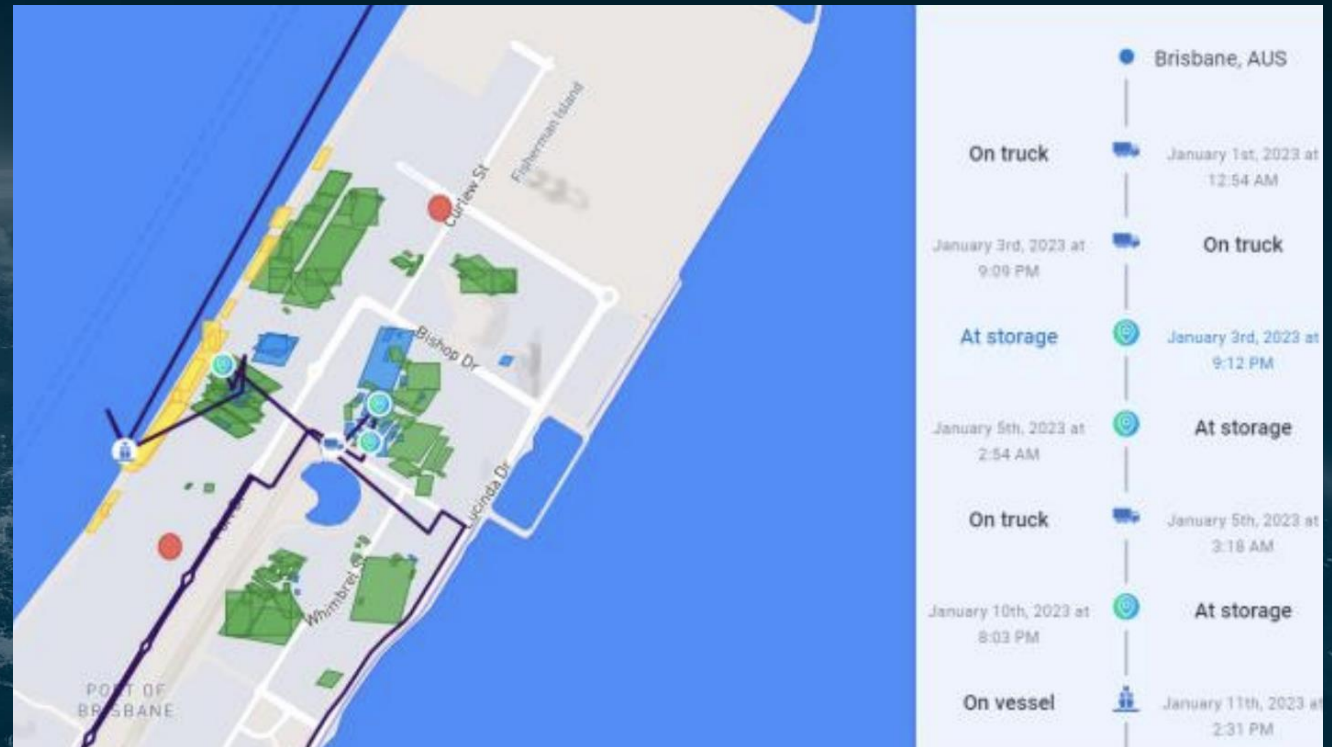 Fisherman Island
Curlew St
Bishop Dr
Lucinda Dr
Whimbrel St
PORT OF
BRISBANE
Brisbane, AUS
On truck
January 1st, 2023 at
12:54 AM
January 3rd, 2023 at
9:09 PM
On truck
At storage
January 3rd, 2023 at
9:12 PM
January 5th, 2023 at
2:54 AM
At storage
On truck
January 5th, 2023 at
3:18 AM
January 10th, 2023 at
8:03 PM
At storage
On vessel
January 11th, 2023 at
2:31 PM